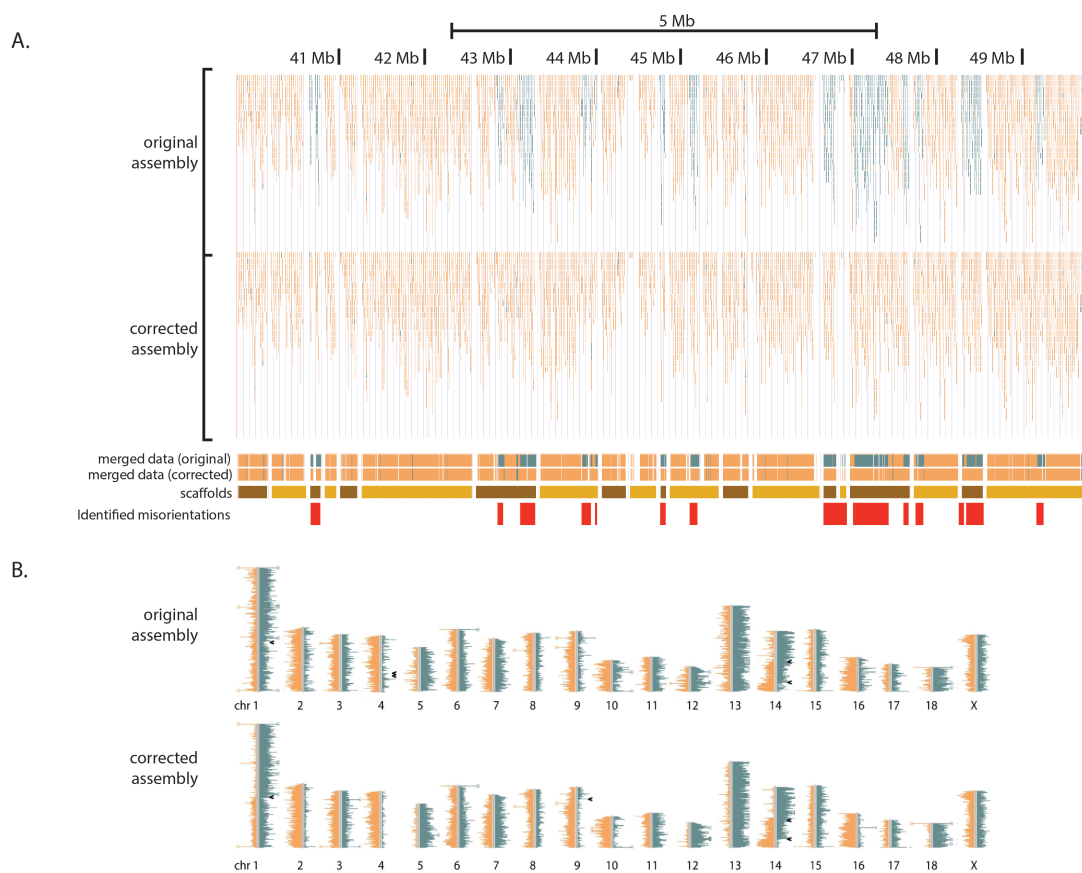 A.
5 Mb
41 Mb 42 Mb 43 Mb 44 Mb 45 Mb 46 Mb 47 Mb 48 Mb 49 Mb
original
assembly
corrected
assembly
merged data (original)
merged data (corrected)
scaffolds
Identified misorientations
B.
original
assembly
chr 1 2 3 4 5 6 7 8 9 10 11 12 13 14 15 16 17 18 X
corrected
assembly
chr 1 2 3 4 5 6 7 8 9 10 11 12 13 14 15 16 17 18 X